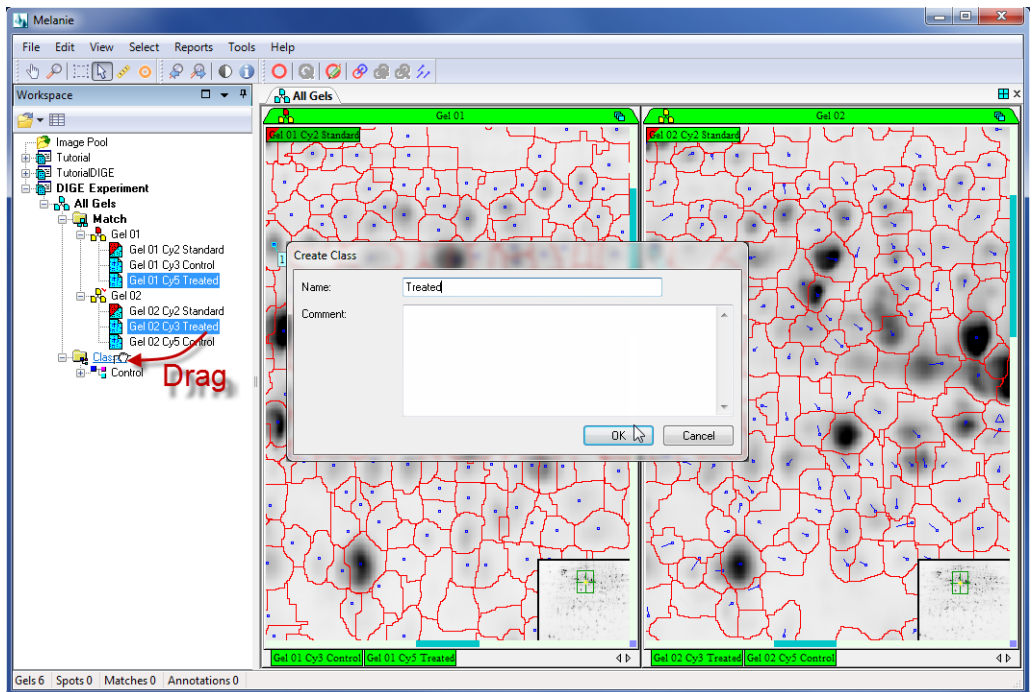 Melanie
File Edit View Select Reports Tools Help
Workspace
All Gels
Image Pool
Tutorial
TutorialDIGE
DIGE Experiment
All Gels
Match
Gel 01
Gel 01 Cy2 Standard
Gel 01 Cy3 Control
Gel 01 Cy5 Treated
Gel 02
Gel 02 Cy2 Standard
Gel 02 Cy3 Treated
Gel 02 Cy5 Control
Control
Drag
Gel 01
Gel 01 Cy2 Standard
Gel 02
Gel 02 Cy2 Standard
1
Create Class
Name: Treated
Comment:
OK Cancel
Gel 01 Cy3 Control Gel 01 Cy5 Treated
Gel 02 Cy3 Treated Gel 02 Cy5 Control
Gels 6 Spots 0 Matches 0 Annotations 0